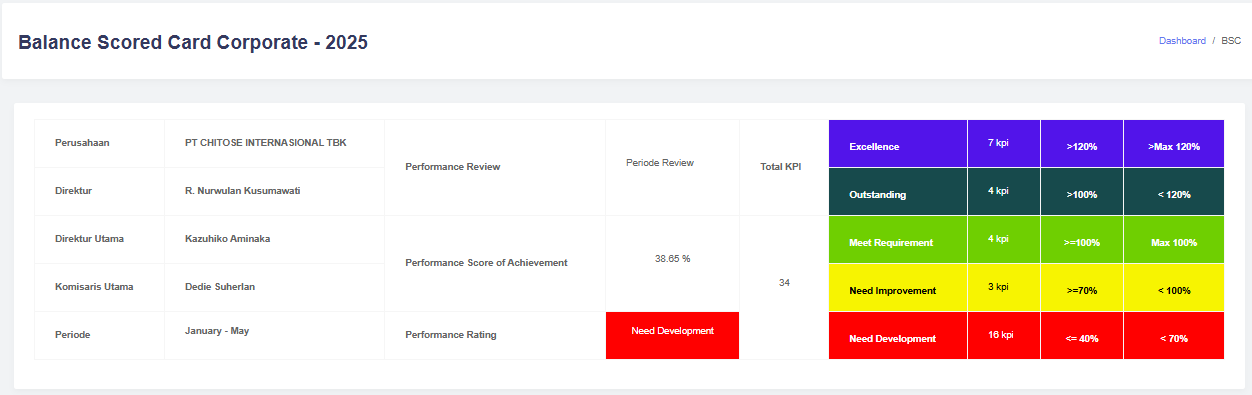 Balance Scored Card Corporate - 2025
Dashboard / BSC
Perusahaan
PT CHITOSE INTERNASIONAL TBK
Performance Review
Periode Review
Total KPI
Excellence
7 kpi
>120%
>Max 120%
Direktur
R. Nurwulan Kusumawati
Outstanding
4 kpi
>100%
< 120%
Direktur Utama
Kazuhiko Aminaka
Performance Score of Achievement
38.65 %
34
Meet Requirement
4 kpi
>=100%
Max 100%
Komisaris Utama
Dedie Suherlan
Need Improvement
3 kpi
>=70%
< 100%
Periode
January - May
Performance Rating
Need Development
Need Development
16 kpi
<= 40%
< 70%